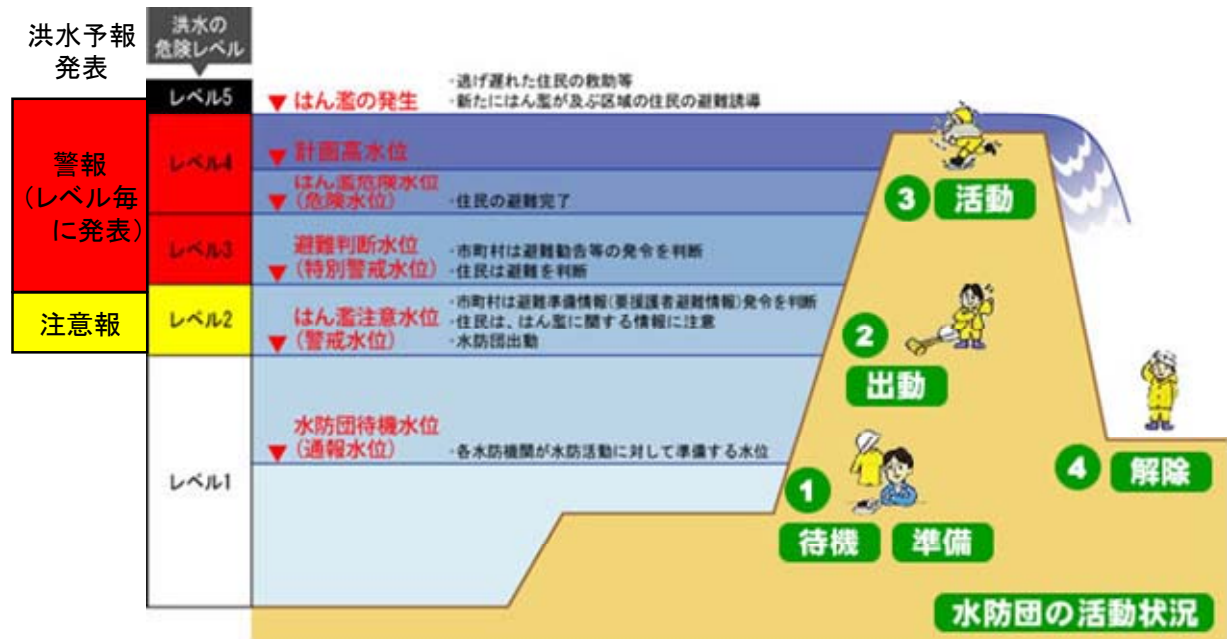 洪水予報
発表
洪水の
危険レベル
警報
(レベル毎
に発表)
注意報
レベル5
レベル4
レベル3
レベル2
レベル1
▼はん濫の発生
・逃げ遅れた住民の救助等
・新たにはん濫が及ぶ区域の住民の避難誘導
▼計画高水位
はん濫危険水位
▼(危険水位)
・住民の避難完了
避難判断水位
▼(特別警戒水位)
・市町村は避難勧告等の発令を判断
・住民は避難を判断
はん濫注意水位
▼(警戒水位)
・市町村は避難準備情報(要援護者避難情報)発令を判断
・住民は、はん濫に関する情報に注意
・水防団出動
水防団待機水位
▼(通報水位)
・各水防機関が水防活動に対して準備する水位
3 活動
2
出動
1
待機 準備
4 解除
水防団の活動状況